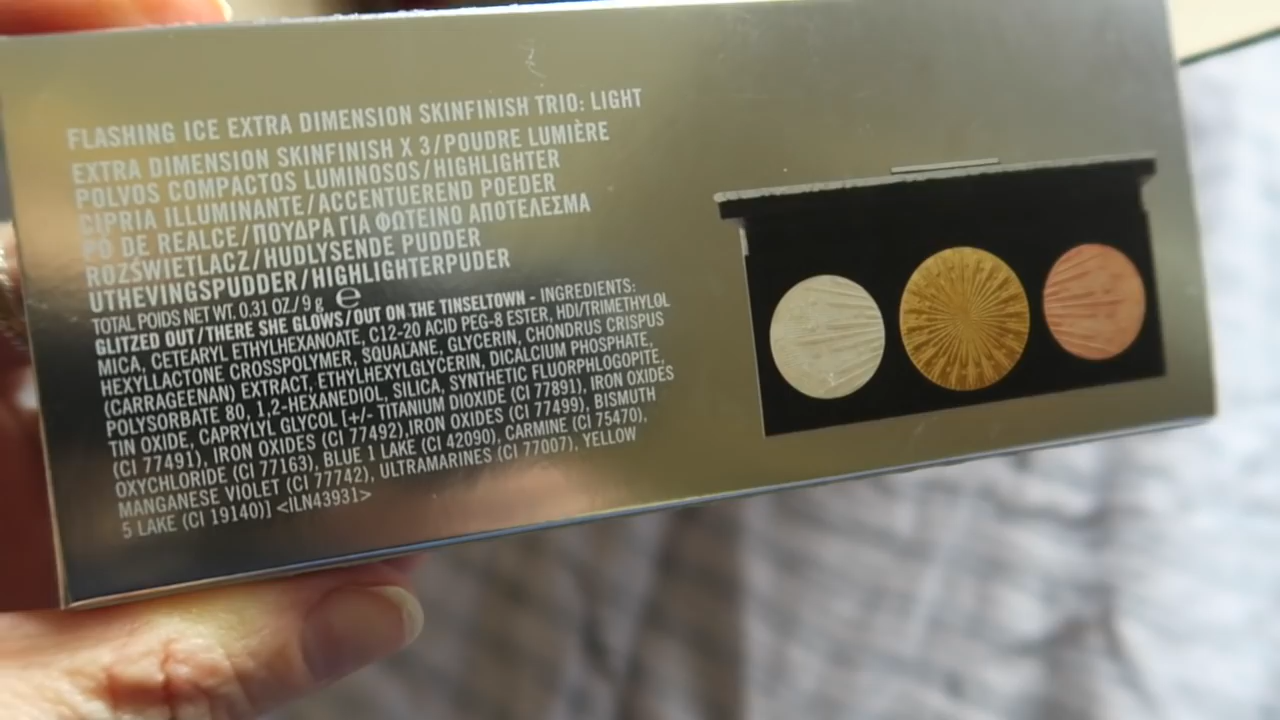 FLASHING ICE EXTRA DIMENSION SKINFINISH TRIO: LIGHT
EXTRA DIMENSION SKINFINISH X 3/POUDRE LUMIÈRE
POLVOS COMPACTOS LUMINOSOS/HIGHLIGHTER
CIPRIA ILLUMINANTE/ACCENTUEREND POEDER
PÓ DE REALCE/ΠΟΥΔΡΑ ΓΙΑ ΦΩΤΕΙΝΟ ΑΠΟΤΕΛΕΣΜΑ
ROZŚWIETLACZ/HUDLYSENDE PUDDER
UTHEVINGSPUDDER/HIGHLIGHTERPUDER
TOTAL POIDS NET WT. 0.31 OZ./9 g ℮
GLITZED OUT/THERE SHE GLOWS/OUT ON THE TINSELTOWN - INGREDIENTS:
MICA, CETEARYL ETHYLHEXANOATE, C12-20 ACID PEG-8 ESTER, HDI/TRIMETHYLOL
HEXYLLACTONE CROSSPOLYMER, SQUALANE, GLYCERIN, CHONDRUS CRISPUS
(CARRAGEENAN) EXTRACT, ETHYLHEXYLGLYCERIN, DICALCIUM PHOSPHATE,
POLYSORBATE 80, 1,2-HEXANEDIOL, SILICA, SYNTHETIC FLUORPHLOGOPITE,
TIN OXIDE, CAPRYLYL GLYCOL [+/- TITANIUM DIOXIDE (CI 77891), IRON OXIDES
(CI 77491), IRON OXIDES (CI 77492),IRON OXIDES (CI 77499), BISMUTH
OXYCHLORIDE (CI 77163), BLUE 1 LAKE (CI 42090), CARMINE (CI 75470),
MANGANESE VIOLET (CI 77742), ULTRAMARINES (CI 77007), YELLOW
5 LAKE (CI 19140)] <ILN43931>